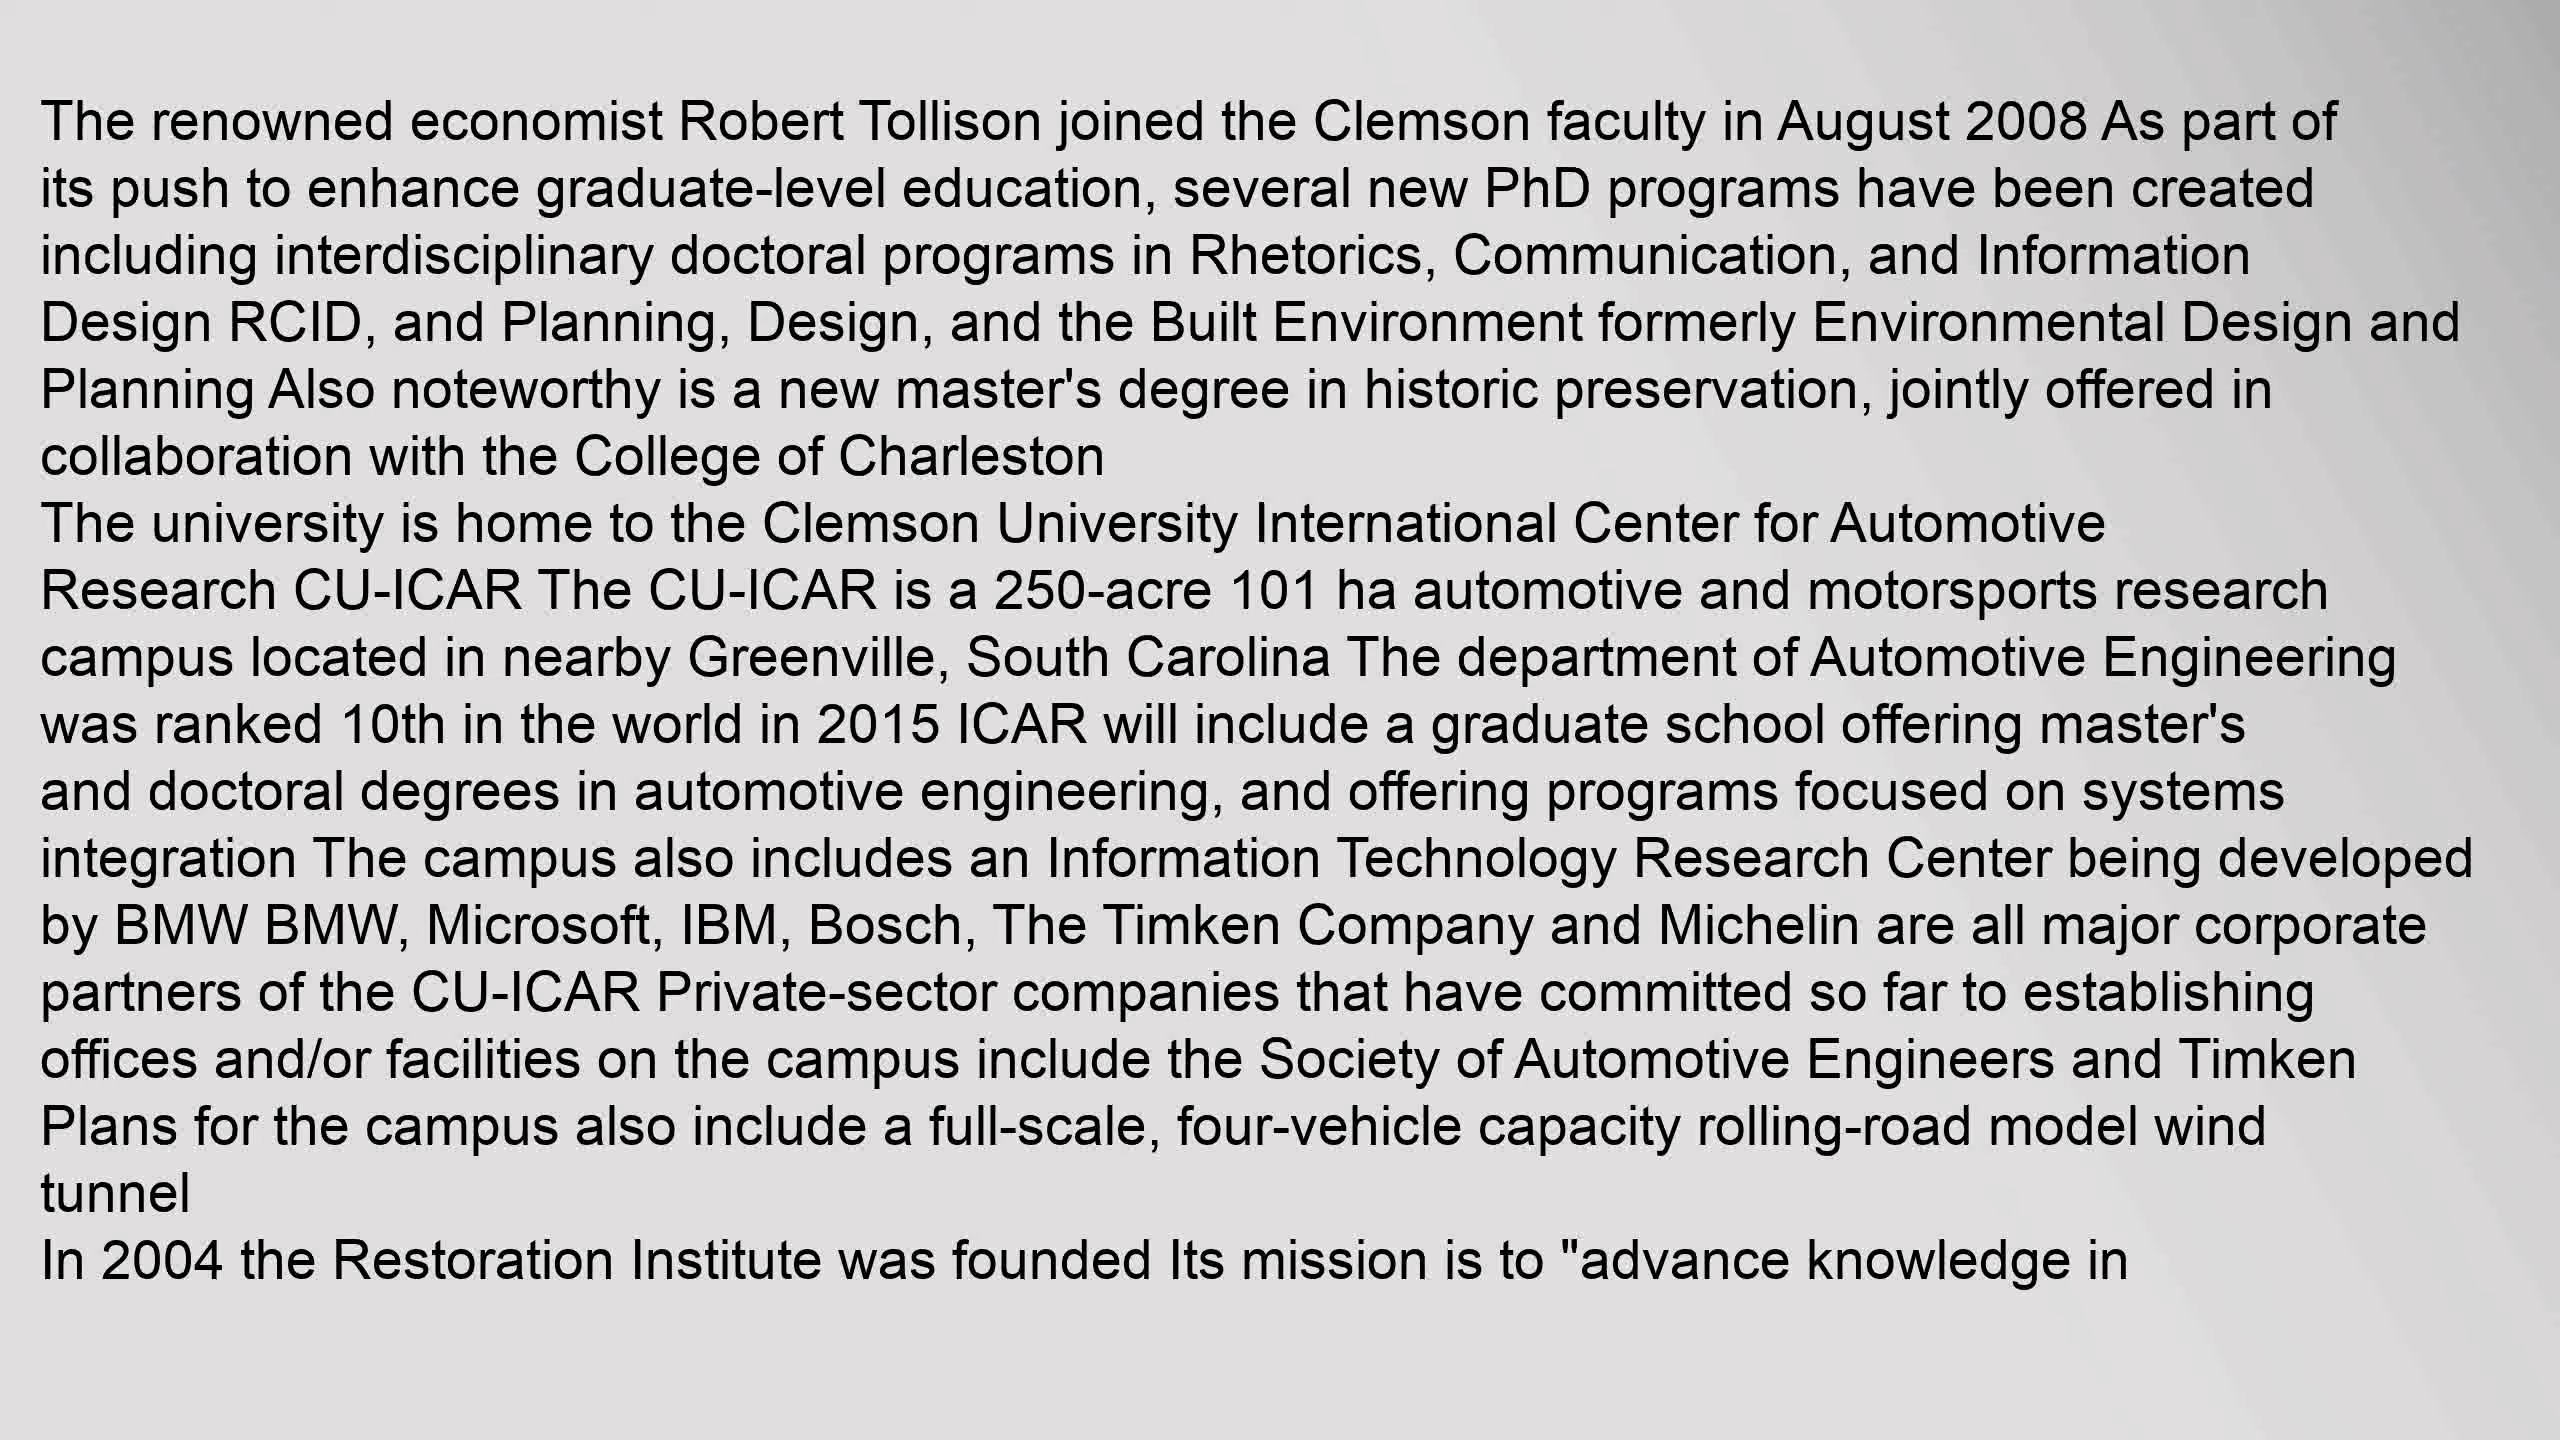 The renowned economist Robert Tollison joined the Clemson faculty in August 2008 As part of
its push to enhance graduate-level education, several new PhD programs have been created
including interdisciplinary doctoral programs in Rhetorics, Communication, and Information
Design RCID, and Planning, Design, and the Built Environment formerly Environmental Design and
Planning Also noteworthy is a new master's degree in historic preservation, jointly offered in
collaboration with the College of Charleston
The university is home to the Clemson University International Center for Automotive
Research CU-ICAR The CU-ICAR is a 250-acre 101 ha automotive and motorsports research
campus located in nearby Greenville, South Carolina The department of Automotive Engineering
was ranked 10th in the world in 2015 ICAR will include a graduate school offering master's
and doctoral degrees in automotive engineering, and offering programs focused on systems
integration The campus also includes an Information Technology Research Center being developed
by BMW BMW, Microsoft, IBM, Bosch, The Timken Company and Michelin are all major corporate
partners of the CU-ICAR Private-sector companies that have committed so far to establishing
offices and/or facilities on the campus include the Society of Automotive Engineers and Timken
Plans for the campus also include a full-scale, four-vehicle capacity rolling-road model wind
tunnel
In 2004 the Restoration Institute was founded Its mission is to "advance knowledge in